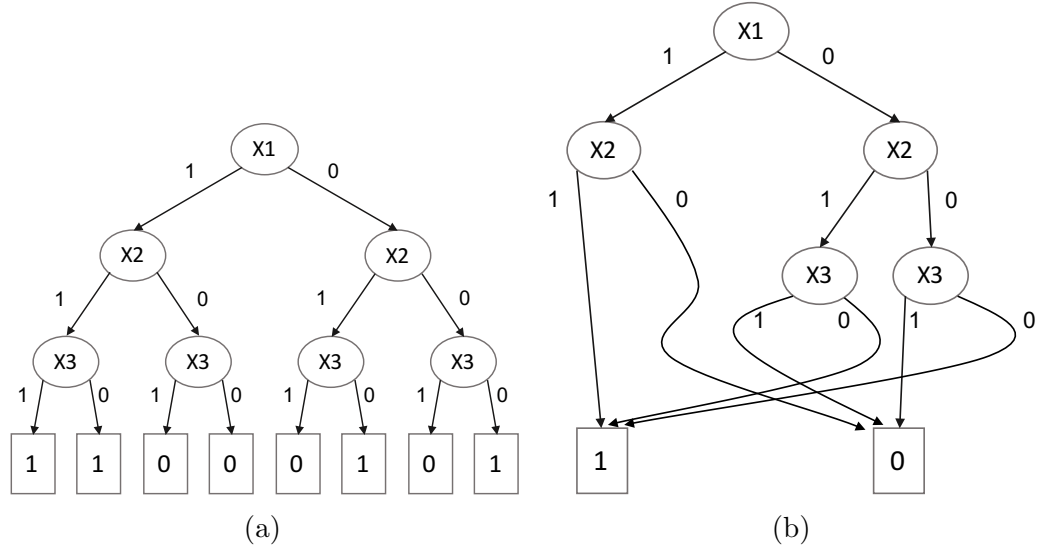 X1
1 0
X2 X2
1 0 1 0
X3 X3 X3 X3
1 0 1 0 1 0 1 0
1 1 0 0 0 1 0 1
(a)
X1
1 0
X2 X2
1 0 1 0
X3 X3
1 0 1 0
1 0
(b)